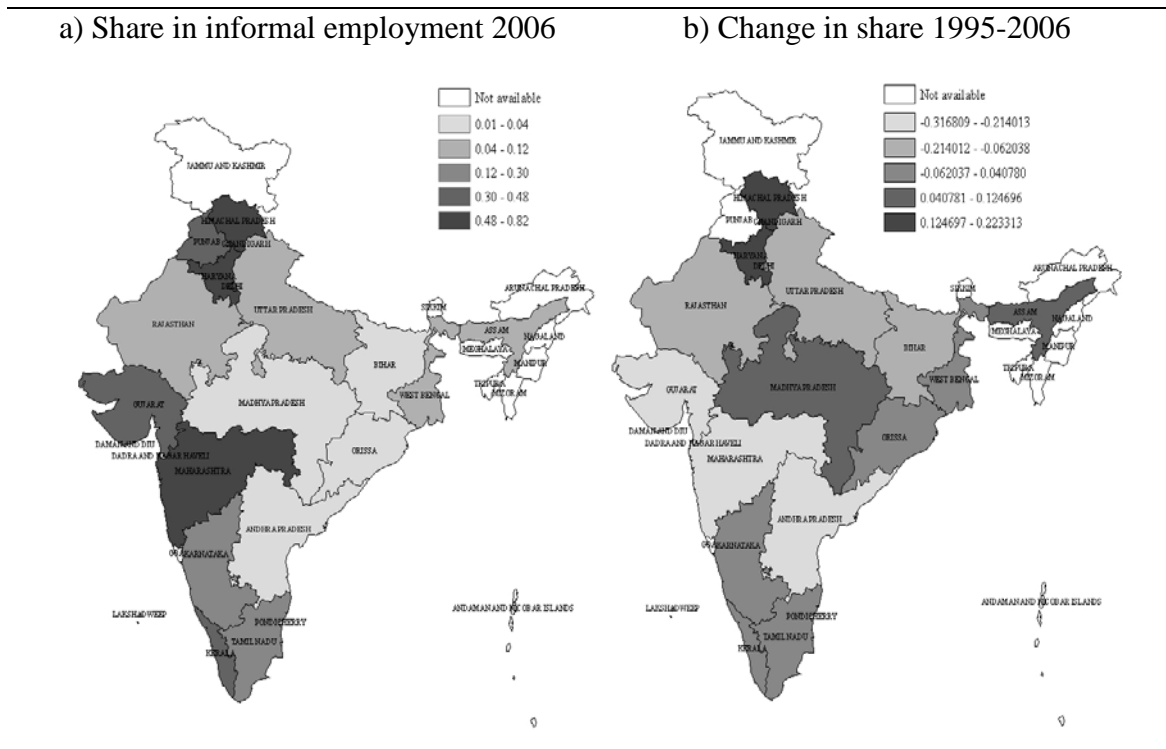 a) Share in informal employment 2006
b) Change in share 1995-2006
Not available
0.01 - 0.04
0.04 - 0.12
0.12 - 0.30
0.30 - 0.48
0.48 - 0.82
JAMMU AND KASHMIR
HIMACHAL PRADESH
PUNJAB
CHANDIGARH
HARYANA
DELHI
UTTAR PRADESH
RAJASTHAN
SIKKIM
ARUNACHAL PRADESH
ASSAM
NAGALAND
MEGHALAYA
MANIPUR
TRIPURA
MIZORAM
BIHAR
WEST BENGAL
GUJARAT
MADHYA PRADESH
DAMAN AND DIU
DADRA AND NAGAR HAVELI
MAHARASHTRA
ORISSA
ANDHRA PRADESH
GOA
KARNATAKA
LAKSHADWEEP
PONDICHERRY
TAMIL NADU
KERALA
ANDAMAN AND NICOBAR ISLANDS
Not available
-0.316809 - -0.214013
-0.214012 - -0.062038
-0.062037 - 0.040780
0.040781 - 0.124696
0.124697 - 0.223313
JAMMU AND KASHMIR
HIMACHAL PRADESH
PUNJAB
CHANDIGARH
HARYANA
DELHI
UTTAR PRADESH
RAJASTHAN
SIKKIM
ARUNACHAL PRADESH
ASSAM
NAGALAND
MEGHALAYA
MANIPUR
TRIPURA
MIZORAM
BIHAR
WEST BENGAL
GUJARAT
MADHYA PRADESH
DAMAN AND DIU
DADRA AND NAGAR HAVELI
MAHARASHTRA
ORISSA
ANDHRA PRADESH
GOA
KARNATAKA
LAKSHADWEEP
PONDICHERRY
TAMIL NADU
KERALA
ANDAMAN AND NICOBAR ISLANDS